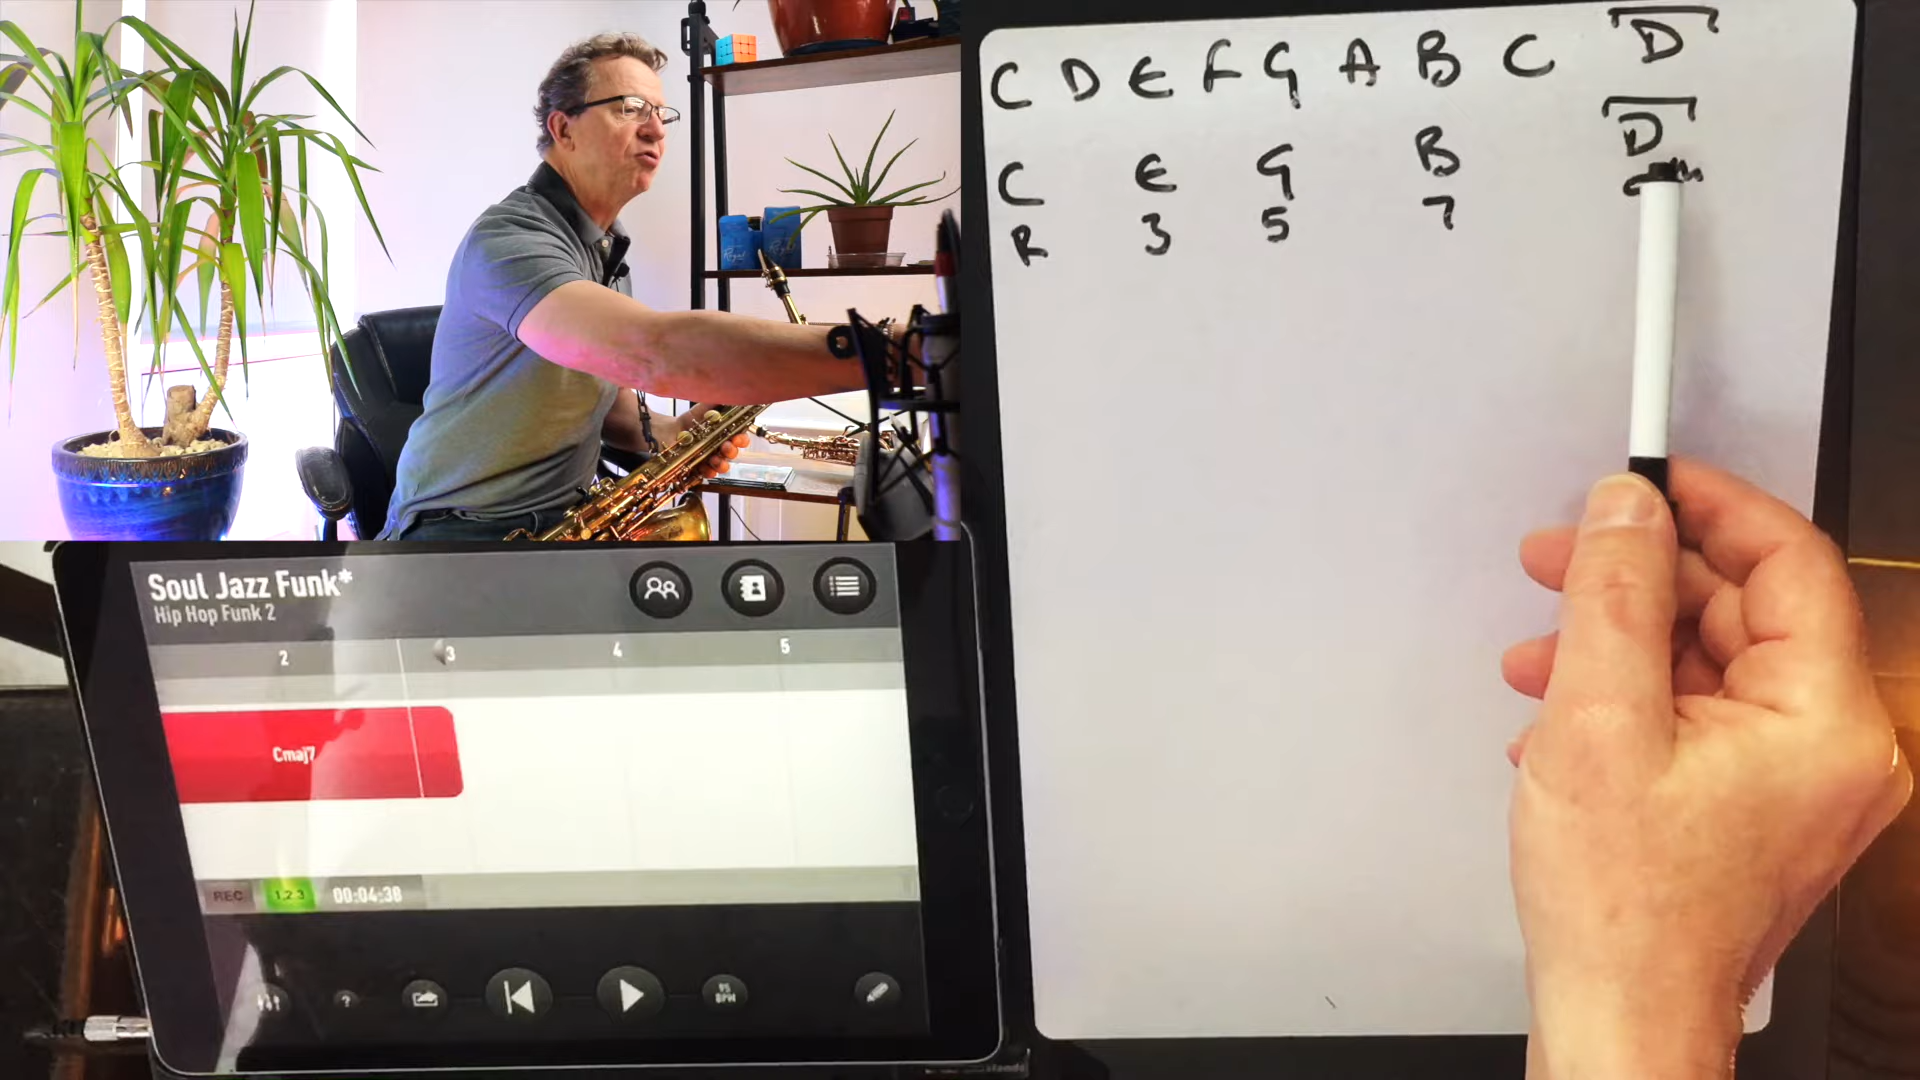 C D E F G A B C D
C E G B D
R 3 5 7
Royal
Soul Jazz Funk*
Hip Hop Funk 2
2 3 4 5
Cmaj7
REC 1,2,3 00:04:38
? 95 BPM